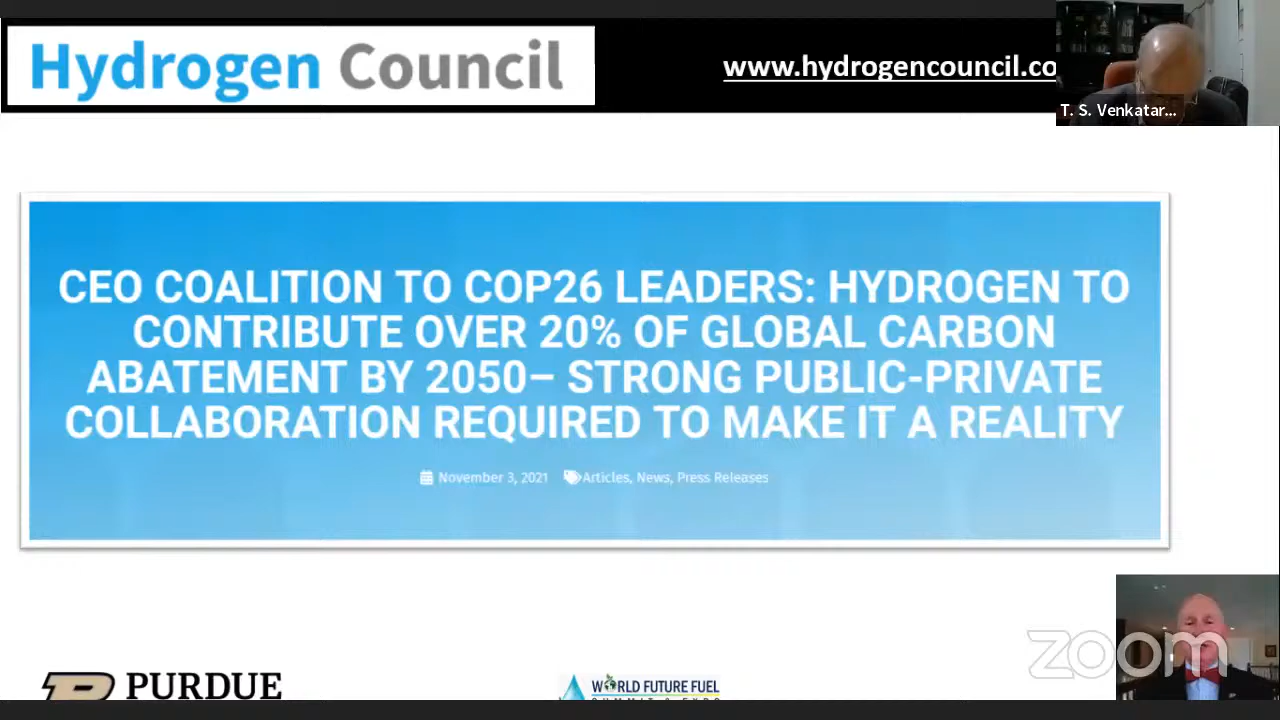 Hydrogen Council
www.hydrogencouncil.co
T. S. Venkatar...
CEO COALITION TO COP26 LEADERS: HYDROGEN TO
CONTRIBUTE OVER 20% OF GLOBAL CARBON
ABATEMENT BY 2050– STRONG PUBLIC-PRIVATE
COLLABORATION REQUIRED TO MAKE IT A REALITY
November 3, 2021 Articles, News, Press Releases
zoom
PURDUE
WORLD FUTURE FUEL